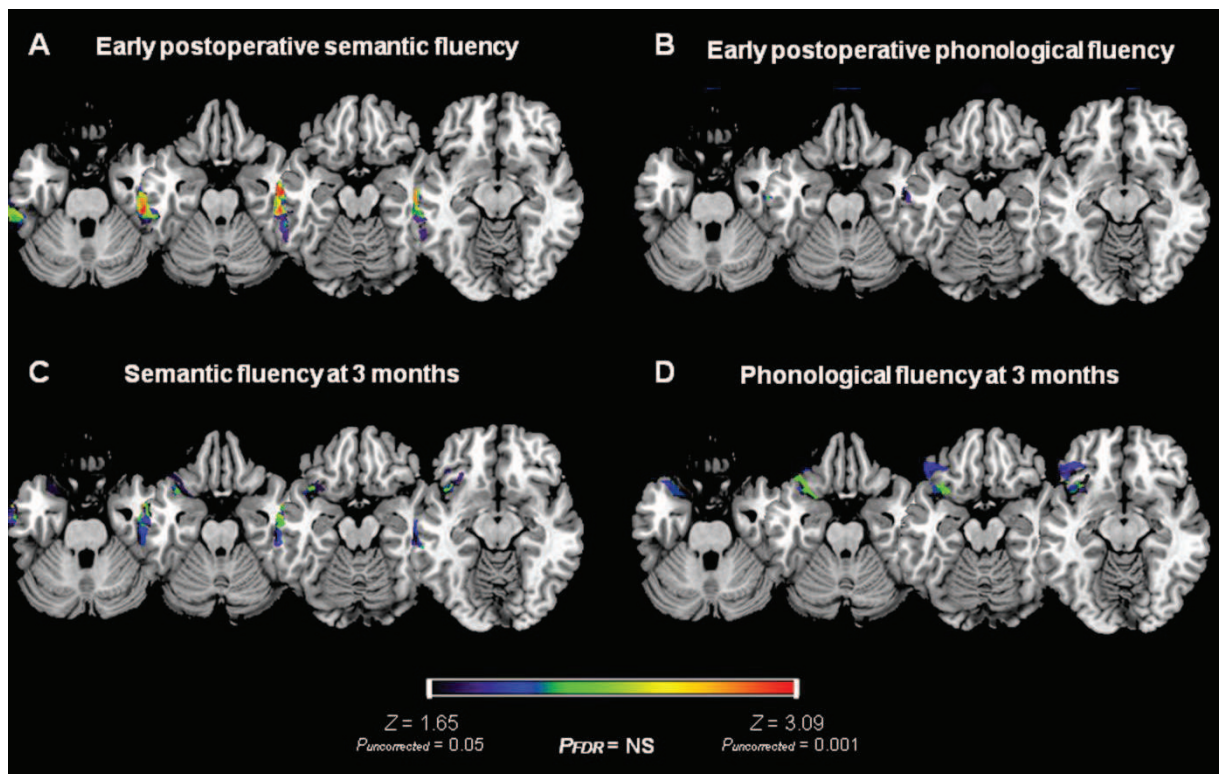 A Early postoperative semantic fluency
B Early postoperative phonological fluency
C Semantic fluency at 3 months
D Phonological fluency at 3 months
Z = 1.65
Z = 3.09
Puncorrected = 0.05
PFDR = NS
Puncorrected = 0.001